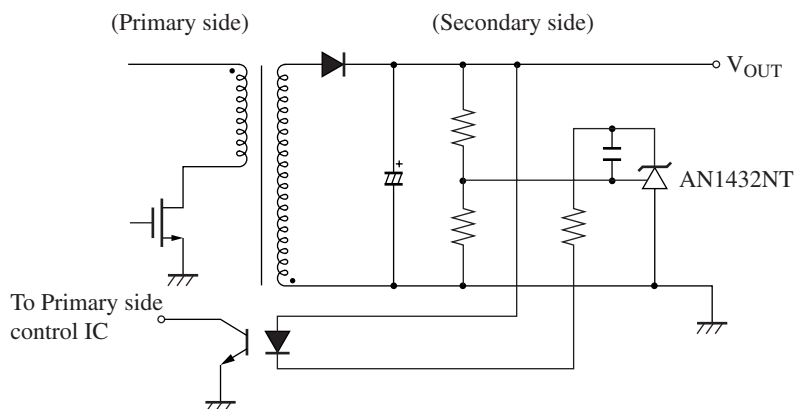 (Primary side)
(Secondary side)
V_OUT
+
AN1432NT
To Primary side
control IC